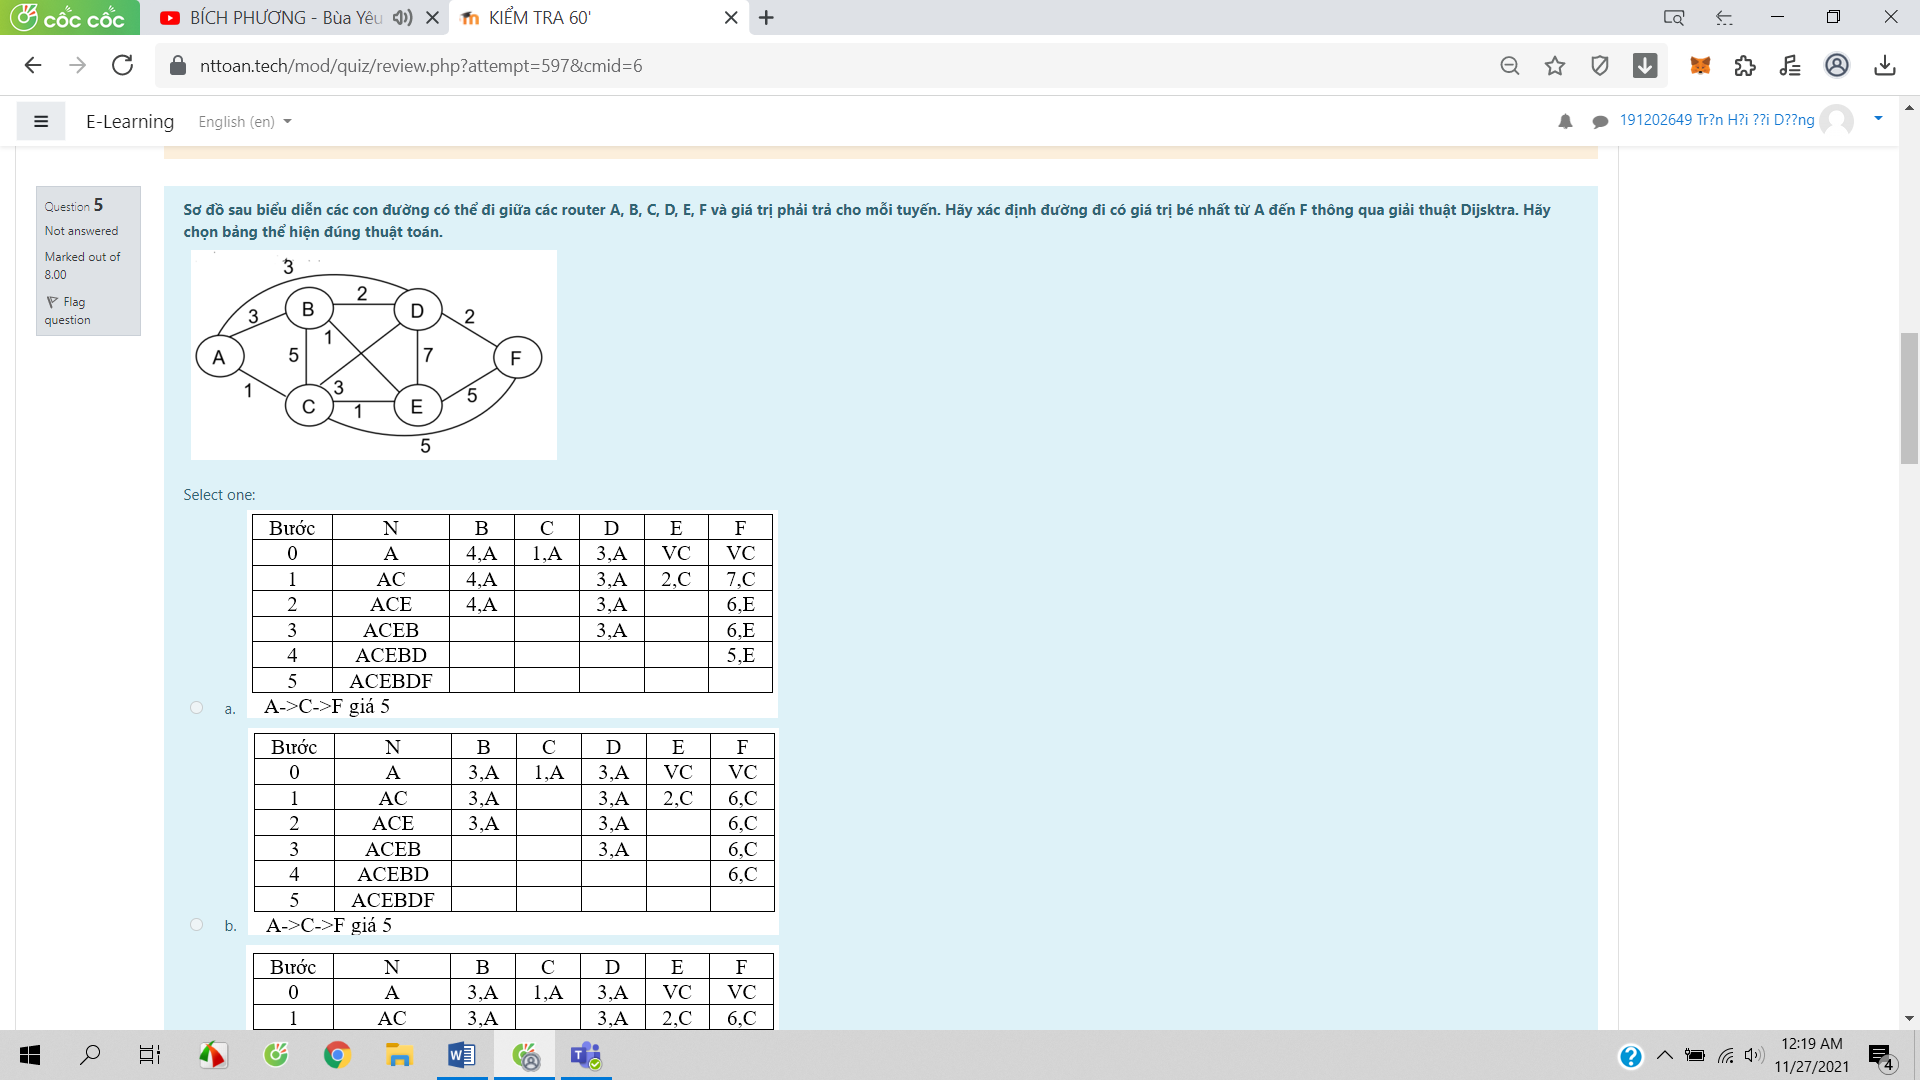 cốc cốc
BÍCH PHƯƠNG - Bùa Yêu
KIỂM TRA 60'
nttoan.tech/mod/quiz/review.php?attempt=597&cmid=6
E-Learning
English (en)
191202649 Tr?n H?i ??i D??ng
Question 5
Not answered
Marked out of
8.00
Flag
question
Sơ đồ sau biểu diễn các con đường có thể đi giữa các router A, B, C, D, E, F và giá trị phải trả cho mỗi tuyến. Hãy xác định đường đi có giá trị bé nhất từ A đến F thông qua giải thuật Dijsktra. Hãy
chọn bảng thể hiện đúng thuật toán.
3
B 2 D
3 1 2
A 5 7 F
1 3 5
C 1 E
5
Select one:
Bước N B C D E F
0 A 4,A 1,A 3,A VC VC
1 AC 4,A 3,A 2,C 7,C
2 ACE 4,A 3,A 6,E
3 ACEB 3,A 6,E
4 ACEBD 5,E
5 ACEBDF
a. A->C->F giá 5
Bước N B C D E F
0 A 3,A 1,A 3,A VC VC
1 AC 3,A 3,A 2,C 6,C
2 ACE 3,A 3,A 6,C
3 ACEB 3,A 6,C
4 ACEBD 6,C
5 ACEBDF
b. A->C->F giá 5
Bước N B C D E F
0 A 3,A 1,A 3,A VC VC
1 AC 3,A 3,A 2,C 6,C
12:19 AM
11/27/2021
4